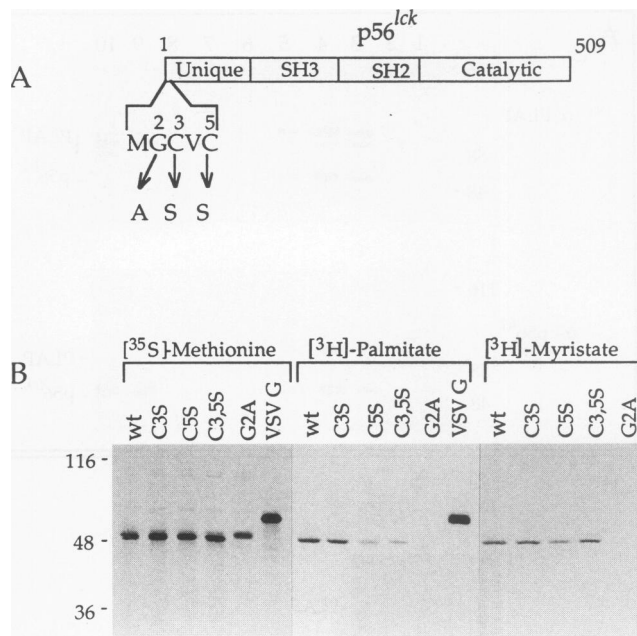 p56lck
A
1
509
Unique SH3 SH2 Catalytic
2 3 5
MGCVC
A S S
B
[35S}-Methionine [3H]-Palmitate [3H]-Myristate
wt C3S C5S C3,5S G2A VSV G wt C3S C5S C3,5S G2A VSV G wt C3S C5S C3,5S G2A
116 -
48 -
36 -